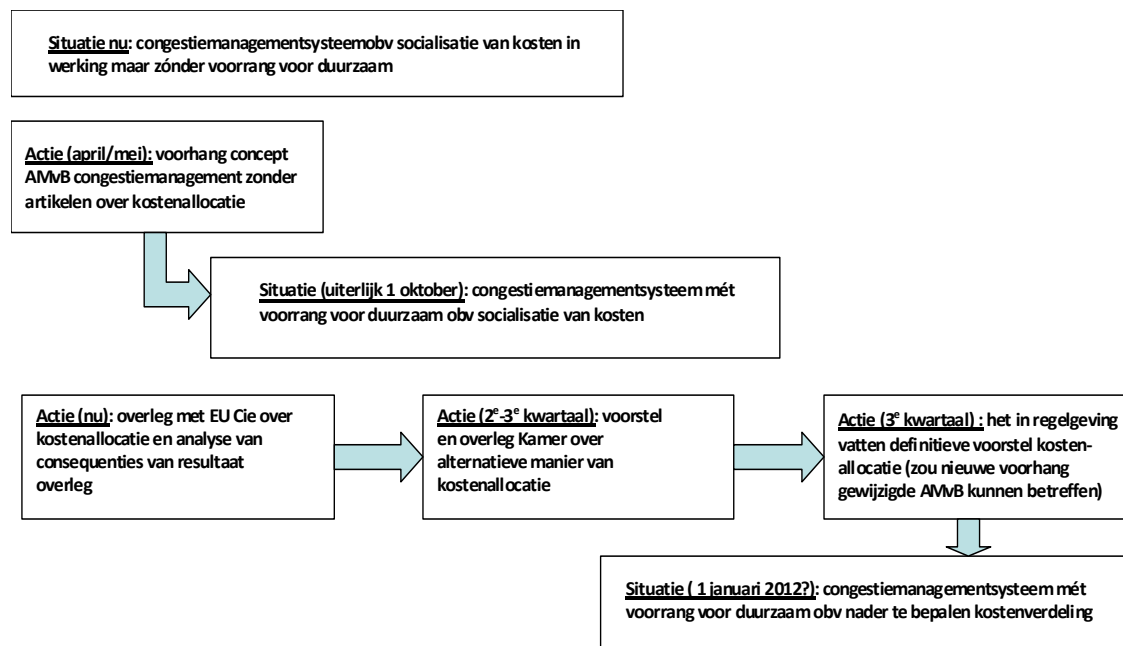 Situatie nu: congestiemanagementsysteemobv socialisatie van kosten in
werking maar zónder voorrang voor duurzaam
Actie (april/mei): voorhang concept
AMvB congestiemanagement zonder
artikelen over kostenallocatie
Situatie (uiterlijk 1 oktober): congestiemanagementsysteem mét
voorrang voor duurzaam obv socialisatie van kosten
Actie (nu): overleg met EU Cie over
kostenallocatie en analyse van
consequenties van resultaat
overleg
Actie (2e-3e kwartaal): voorstel
en overleg Kamer over
alternatieve manier van
kostenallocatie
Actie (3e kwartaal) : het in regelgeving
vatten definitieve voorstel kosten-
allocatie (zou nieuwe voorhang
gewijzigde AMvB kunnen betreffen)
Situatie ( 1 januari 2012?): congestiemanagementsysteem mét
voorrang voor duurzaam obv nader te bepalen kostenverdeling